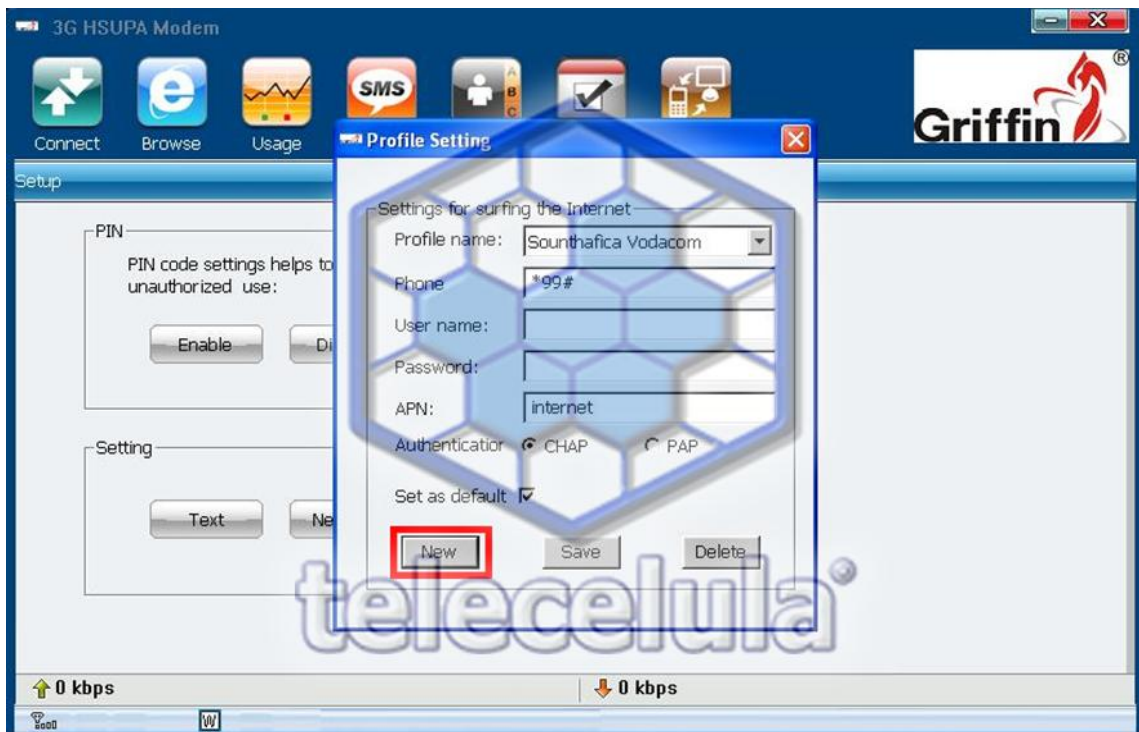 3G HSUPA Modem
SMS
A
B
C
Griffin®
Connect Browse Usage
Profile Setting
Setup
Settings for surfing the Internet
PIN
Profile name: Sounthafica Vodacom
PIN code settings helps to
unauthorized use:
Phone *99#
User name:
Enable Di
Password:
APN: internet
Setting
Authenticatior CHAP PAP
Set as default
Text Ne
New Save Delete
telecelula®
0 kbps 0 kbps
W